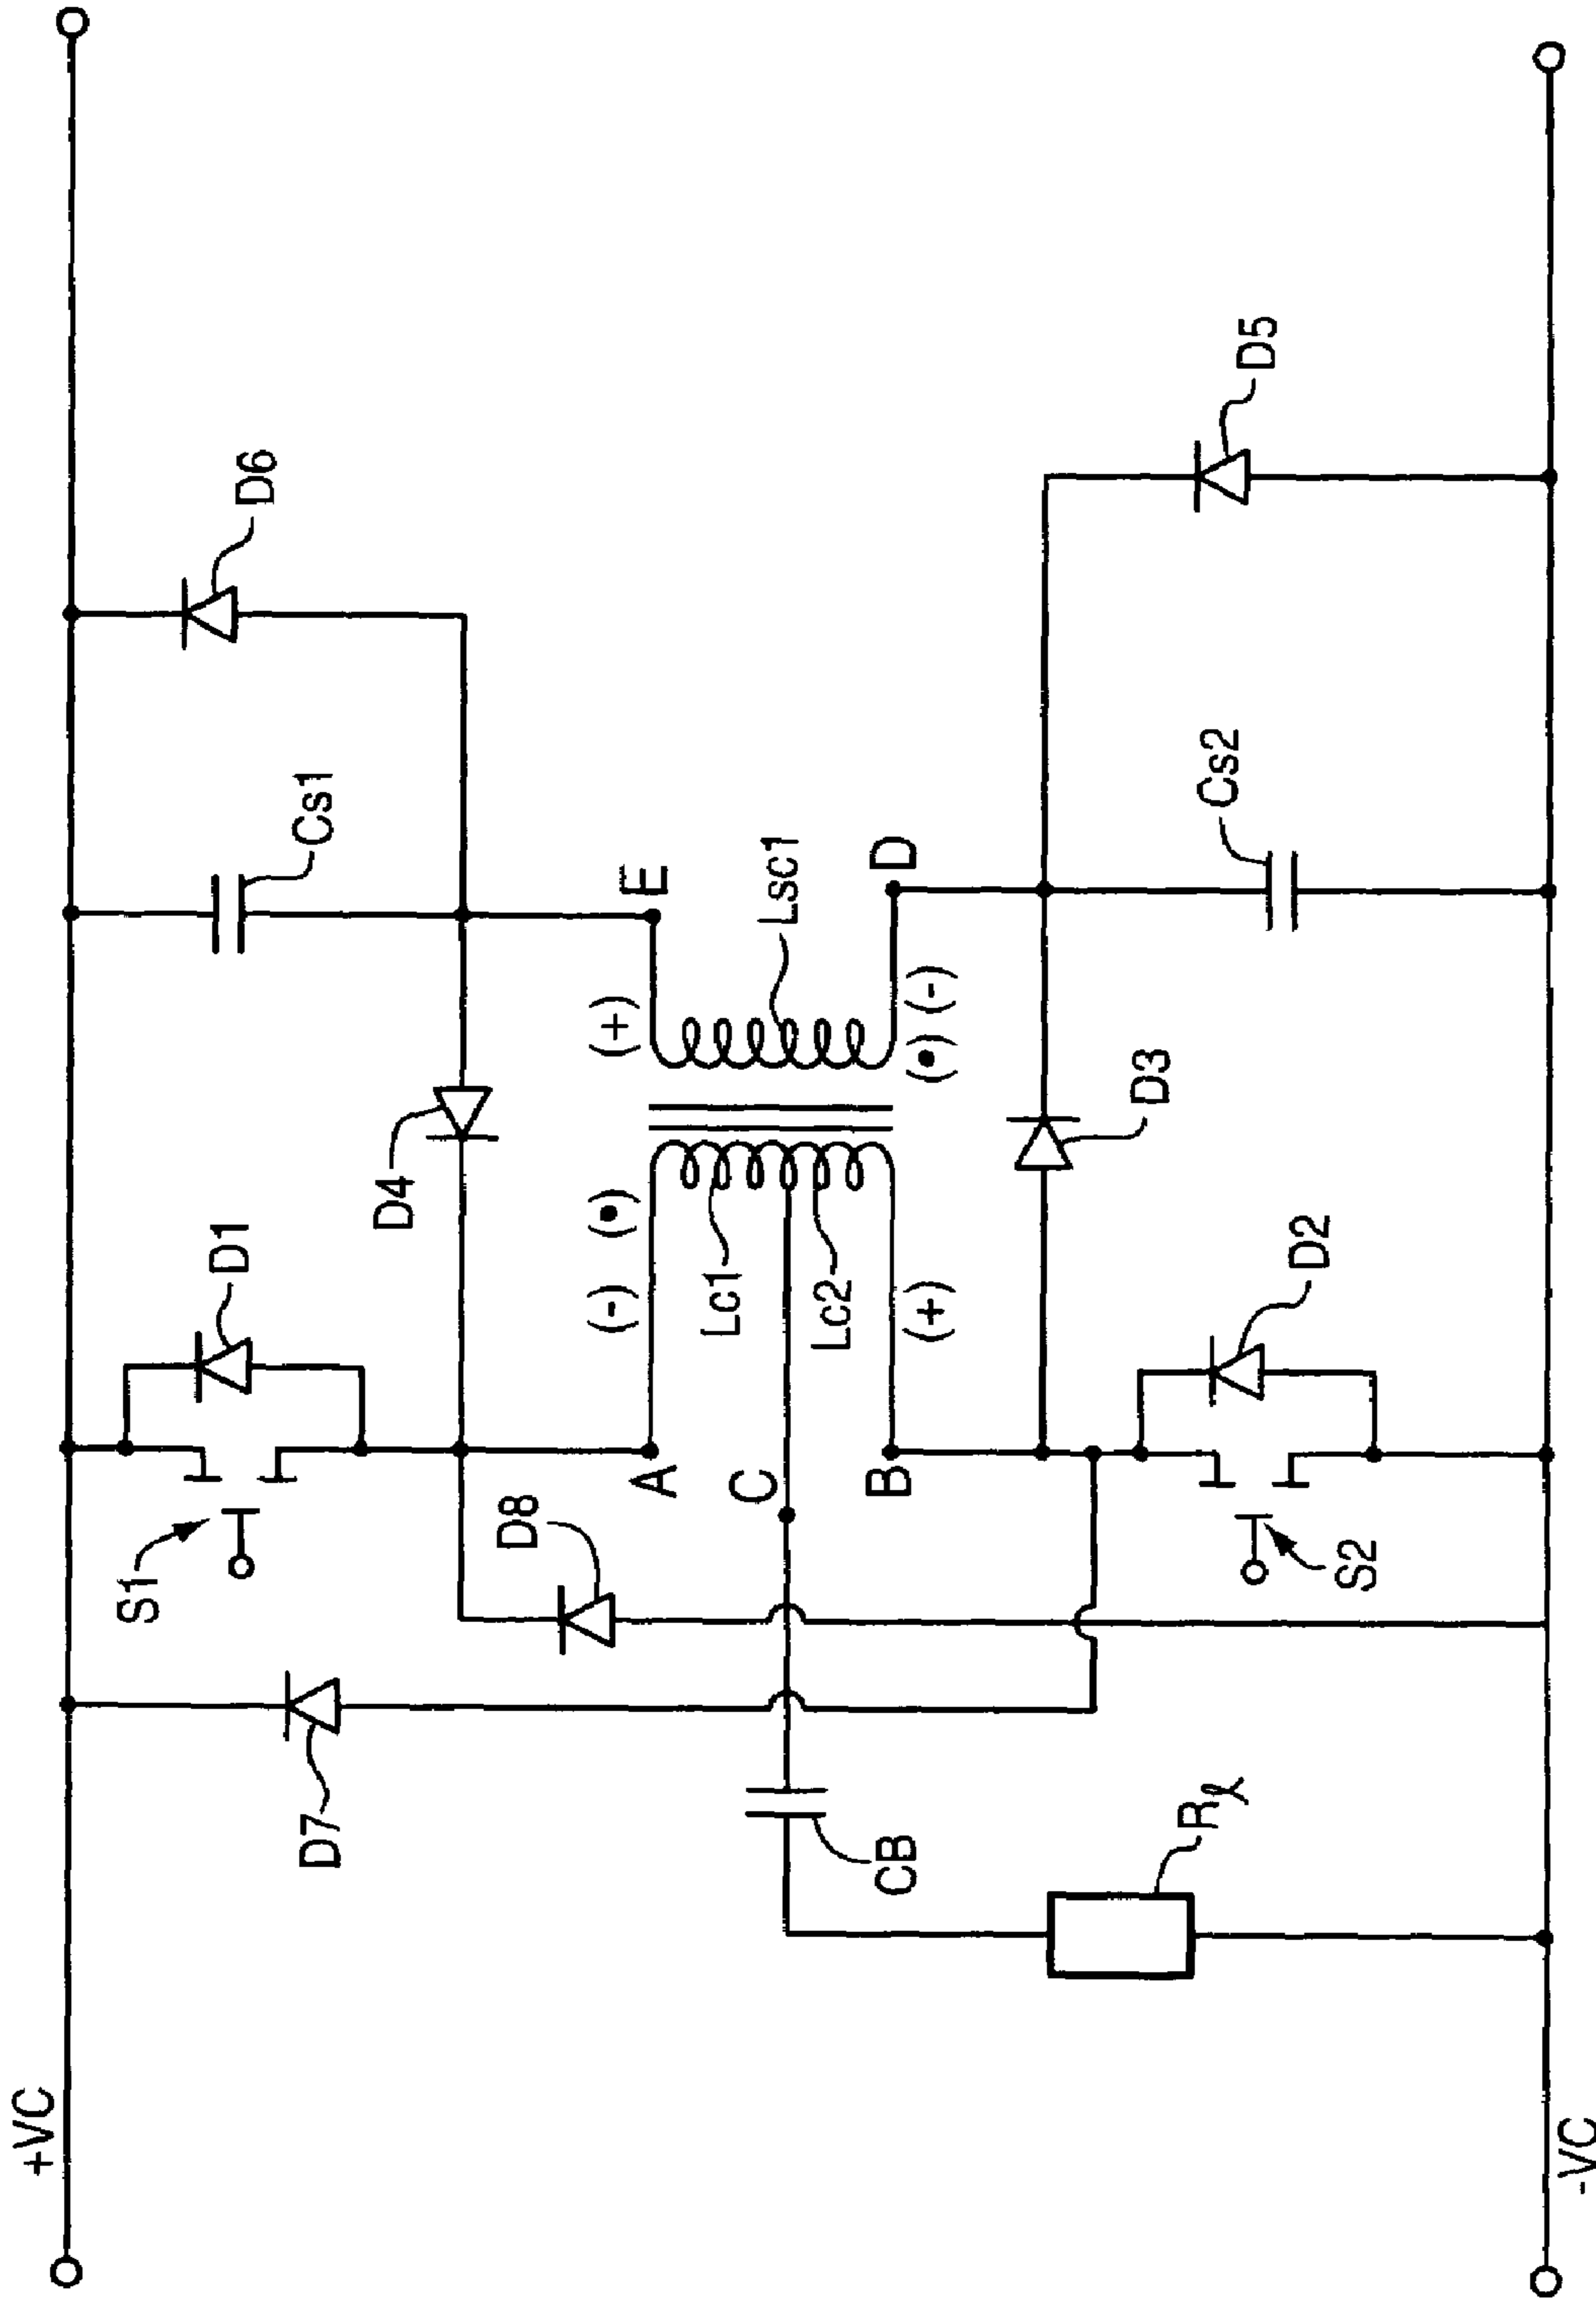 +VC
D7
S1
D1
D8
D4
D6
Cs1
A
(-)
(•)
(+)
E
Lc1
Lsc1
C
Lc2
CB
B
(+)
(•)
(-)
D
D3
Rℓ
S2
D2
Cs2
D5
-VC